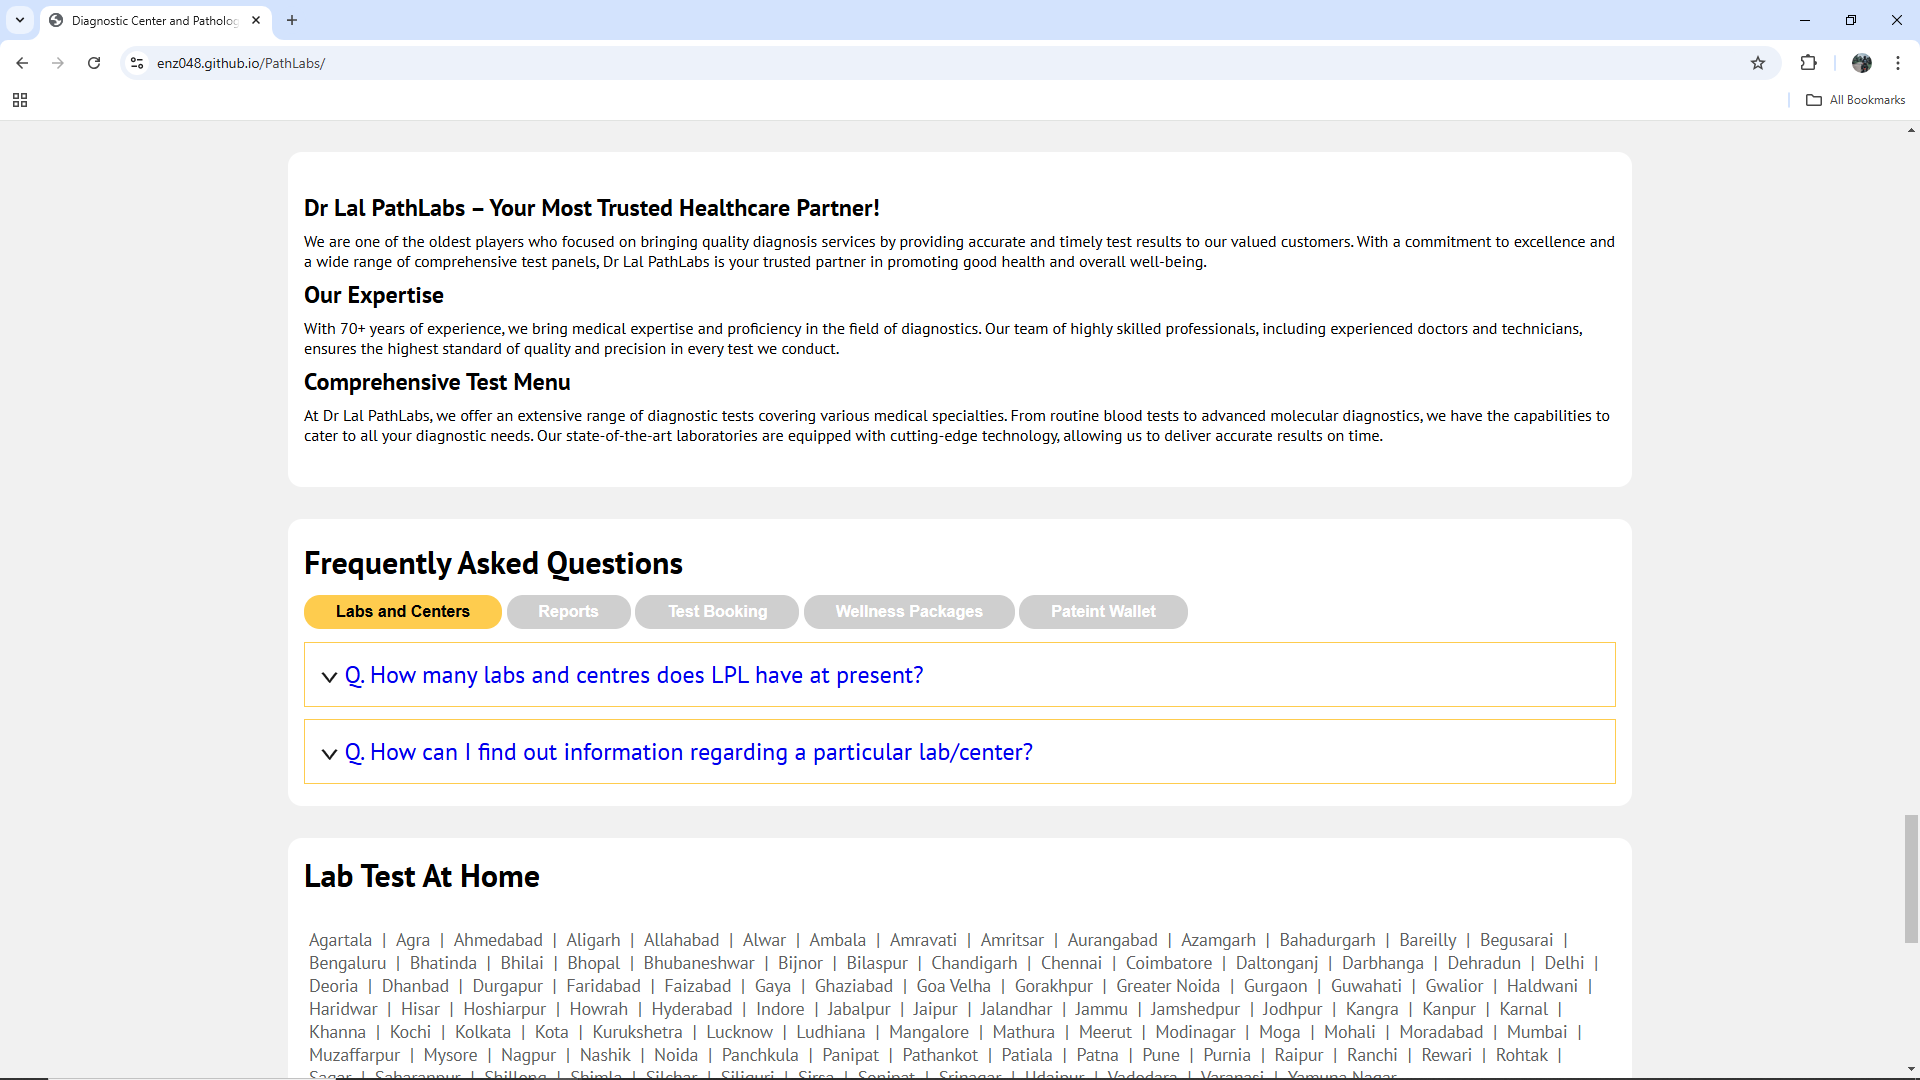 Diagnostic Center and Patholog
enz048.github.io/PathLabs/
All Bookmarks
Dr Lal PathLabs – Your Most Trusted Healthcare Partner!
We are one of the oldest players who focused on bringing quality diagnosis services by providing accurate and timely test results to our valued customers. With a commitment to excellence and
a wide range of comprehensive test panels, Dr Lal PathLabs is your trusted partner in promoting good health and overall well-being.
Our Expertise
With 70+ years of experience, we bring medical expertise and proficiency in the field of diagnostics. Our team of highly skilled professionals, including experienced doctors and technicians,
ensures the highest standard of quality and precision in every test we conduct.
Comprehensive Test Menu
At Dr Lal PathLabs, we offer an extensive range of diagnostic tests covering various medical specialties. From routine blood tests to advanced molecular diagnostics, we have the capabilities to
cater to all your diagnostic needs. Our state-of-the-art laboratories are equipped with cutting-edge technology, allowing us to deliver accurate results on time.
Frequently Asked Questions
Labs and Centers Reports Test Booking Wellness Packages Pateint Wallet
Q. How many labs and centres does LPL have at present?
Q. How can I find out information regarding a particular lab/center?
Lab Test At Home
Agartala | Agra | Ahmedabad | Aligarh | Allahabad | Alwar | Ambala | Amravati | Amritsar | Aurangabad | Azamgarh | Bahadurgarh | Bareilly | Begusarai |
Bengaluru | Bhatinda | Bhilai | Bhopal | Bhubaneshwar | Bijnor | Bilaspur | Chandigarh | Chennai | Coimbatore | Daltonganj | Darbhanga | Dehradun | Delhi |
Deoria | Dhanbad | Durgapur | Faridabad | Faizabad | Gaya | Ghaziabad | Goa Velha | Gorakhpur | Greater Noida | Gurgaon | Guwahati | Gwalior | Haldwani |
Haridwar | Hisar | Hoshiarpur | Howrah | Hyderabad | Indore | Jabalpur | Jaipur | Jalandhar | Jammu | Jamshedpur | Jodhpur | Kangra | Kanpur | Karnal |
Khanna | Kochi | Kolkata | Kota | Kurukshetra | Lucknow | Ludhiana | Mangalore | Mathura | Meerut | Modinagar | Moga | Mohali | Moradabad | Mumbai |
Muzaffarpur | Mysore | Nagpur | Nashik | Noida | Panchkula | Panipat | Pathankot | Patiala | Patna | Pune | Purnia | Raipur | Ranchi | Rewari | Rohtak |
Sagar | Saharanpur | Shillong | Shimla | Silchar | Siliguri | Sirsa | Sonipat | Srinagar | Udaipur | Vadodara | Varanasi | Yamuna Nagar